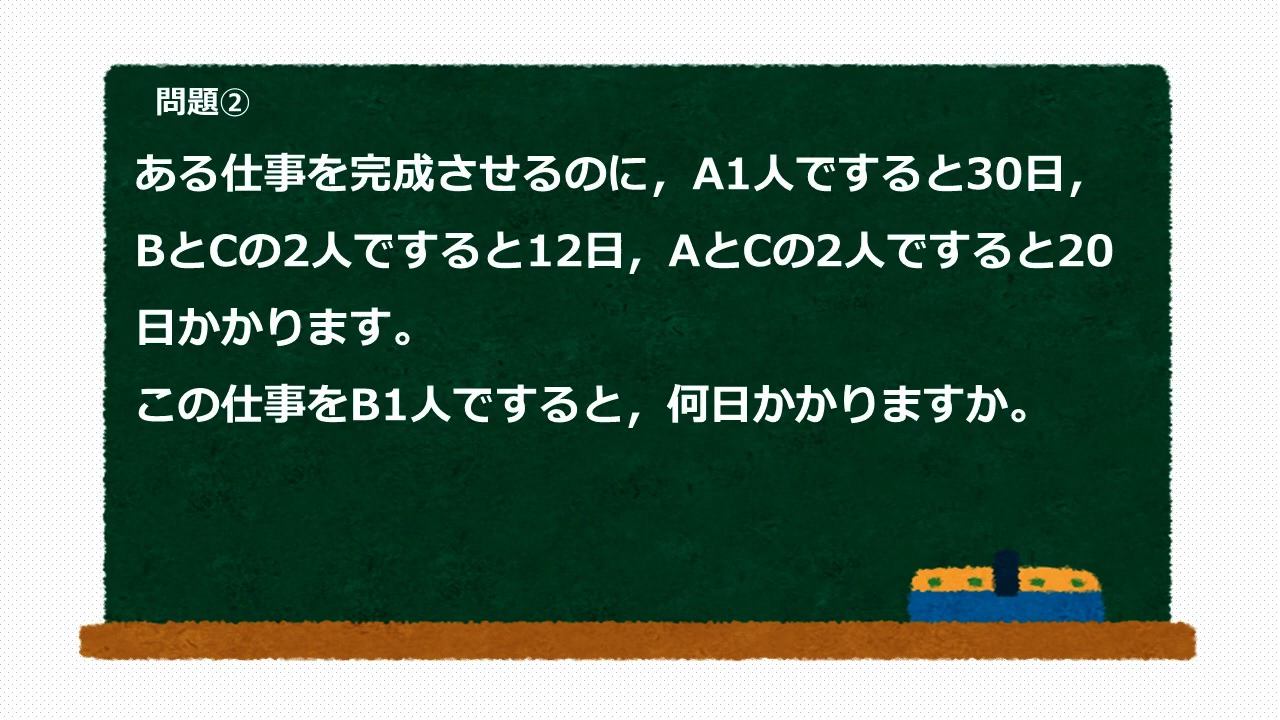 問題②
ある仕事を完成させるのに，A1人ですると30日，
BとCの2人ですると12日，AとCの2人ですると20
日かかります。
この仕事をB1人ですると，何日かかりますか。